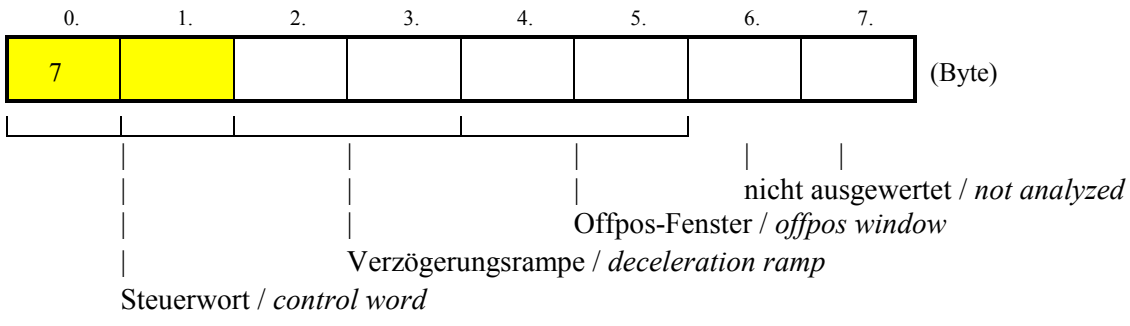 0. 1. 2. 3. 4. 5. 6. 7.
7 (Byte)
nicht ausgewertet / not analyzed
Offpos-Fenster / offpos window
Verzögerungsrampe / deceleration ramp
Steuerwort / control word